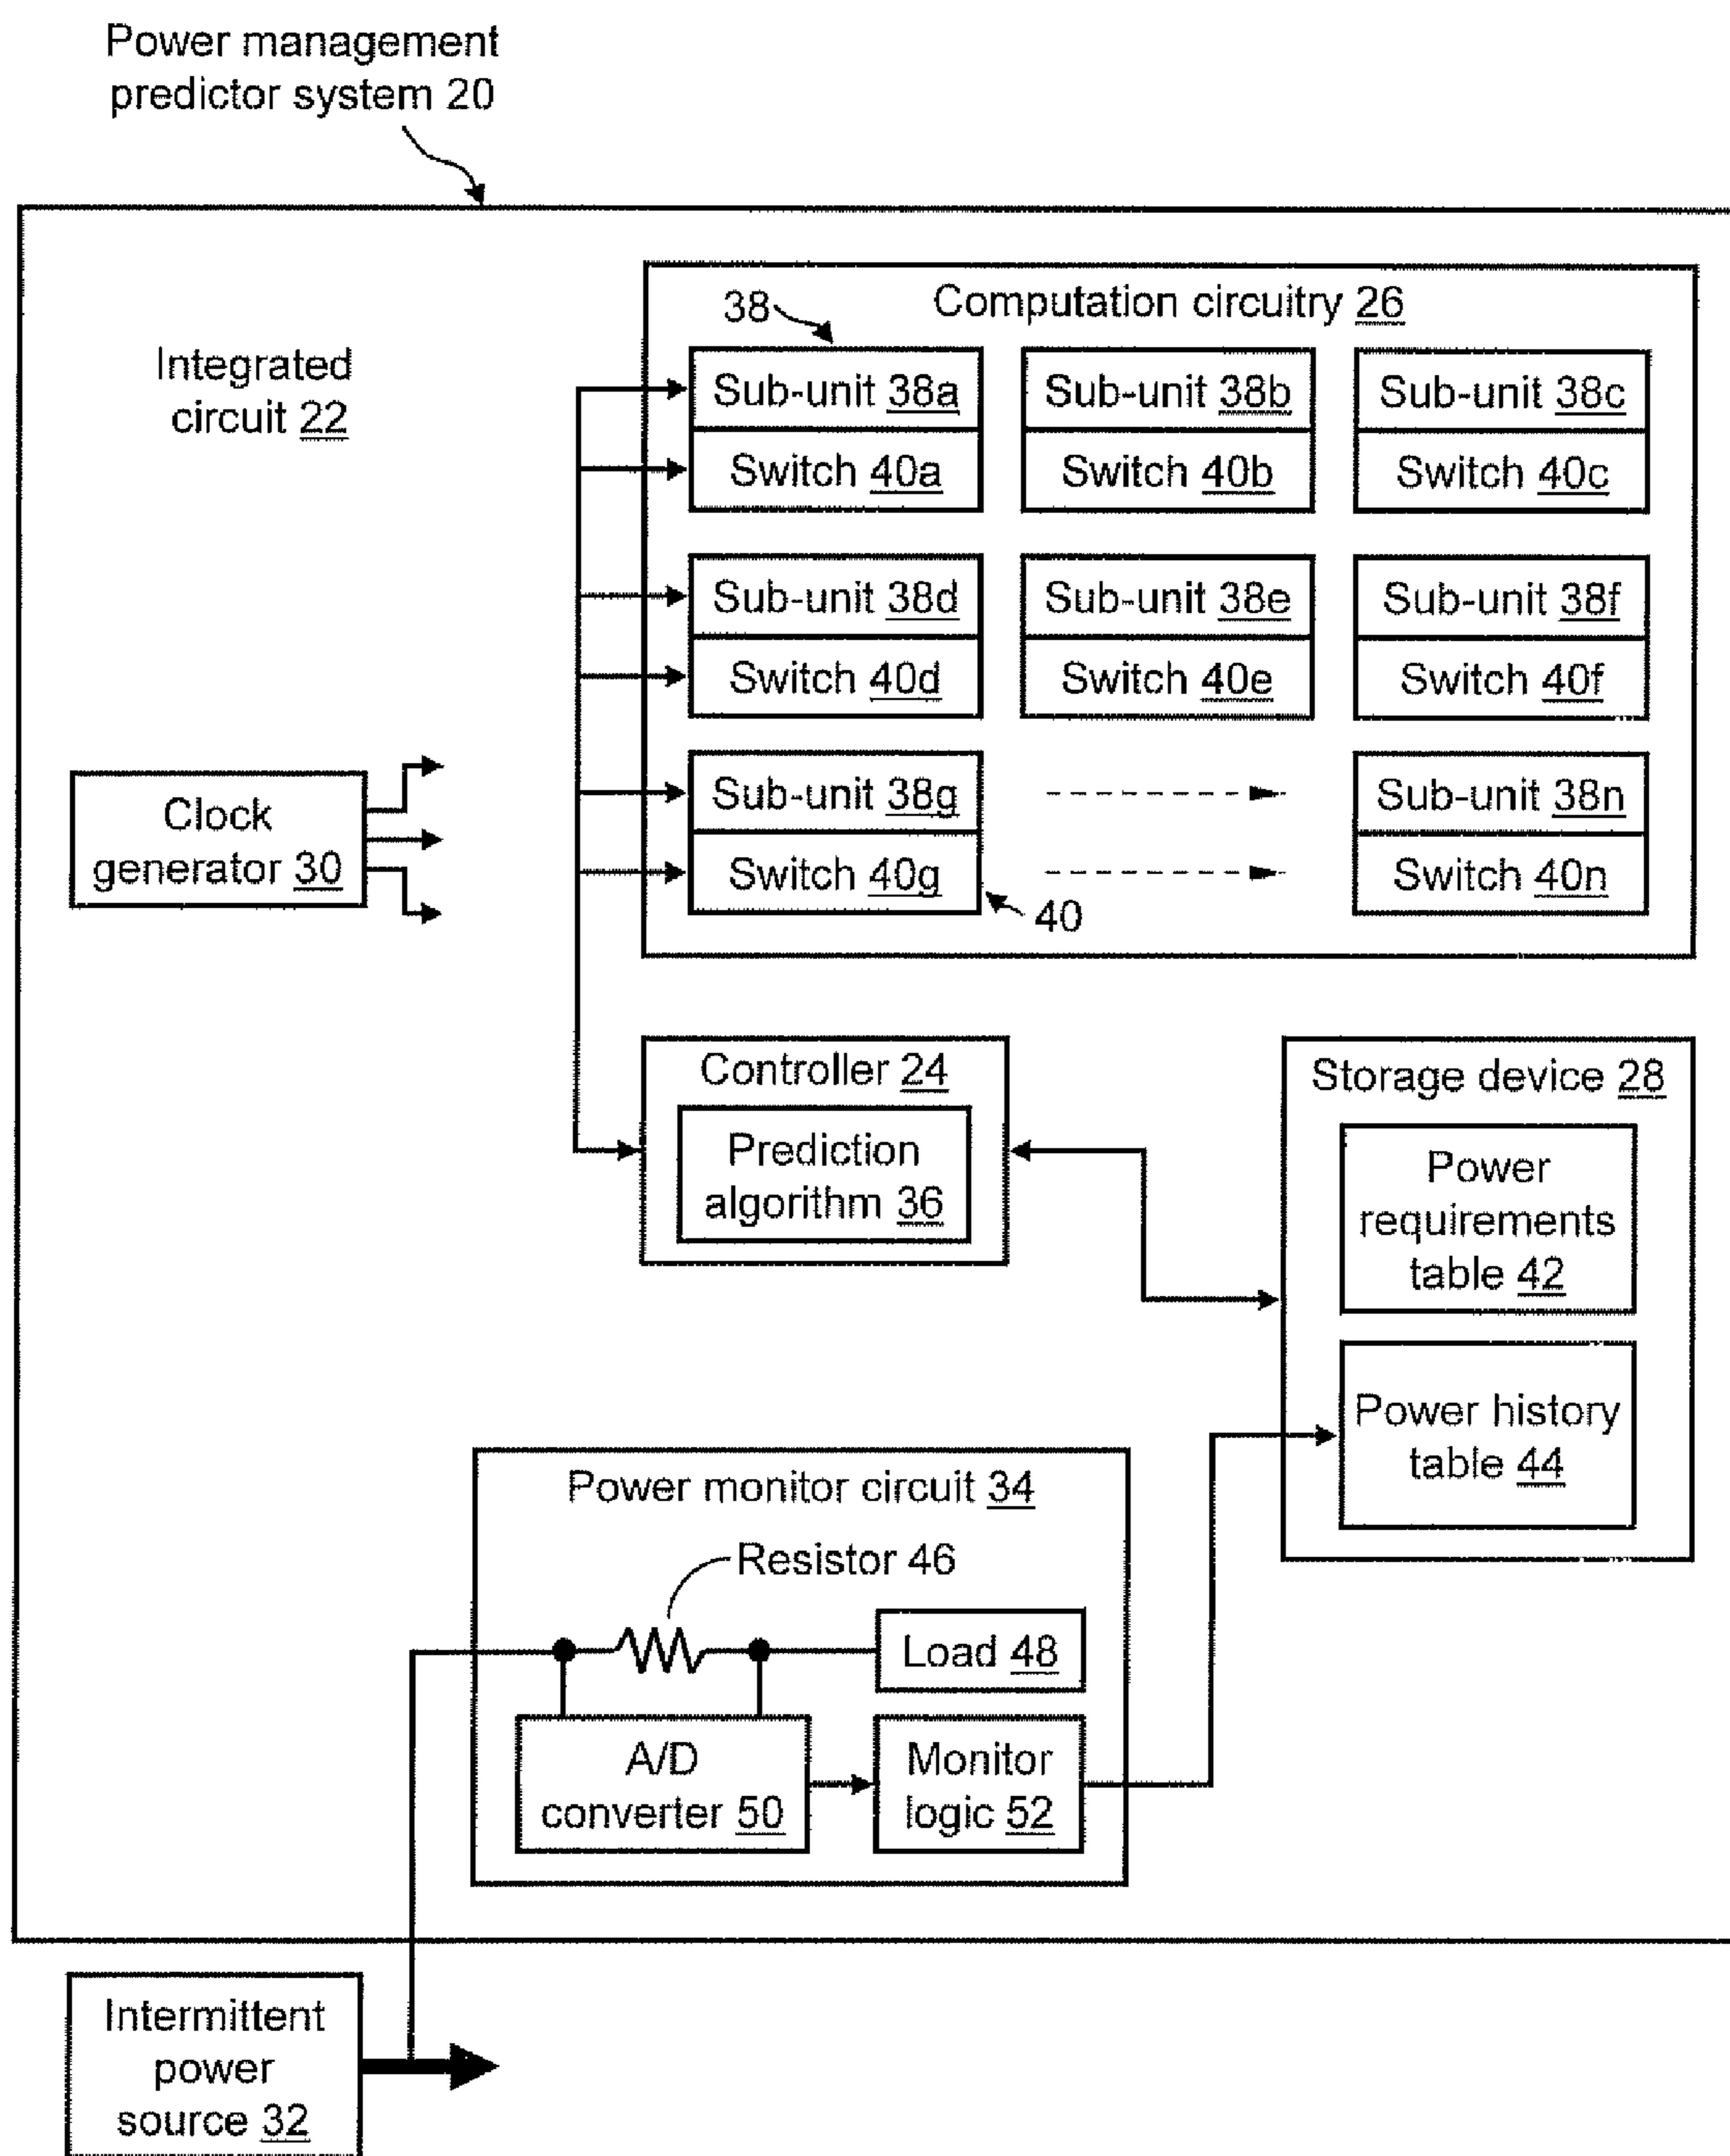 Power management
predictor system 20
Integrated
circuit 22
Computation circuitry 26
38
Sub-unit 38a
Switch 40a
Sub-unit 38b
Switch 40b
Sub-unit 38c
Switch 40c
Sub-unit 38d
Switch 40d
Sub-unit 38e
Switch 40e
Sub-unit 38f
Switch 40f
Sub-unit 38g
Switch 40g
Sub-unit 38n
Switch 40n
40
Clock
generator 30
Controller 24
Prediction
algorithm 36
Storage device 28
Power
requirements
table 42
Power history
table 44
Power monitor circuit 34
Resistor 46
Load 48
A/D
converter 50
Monitor
logic 52
Intermittent
power
source 32